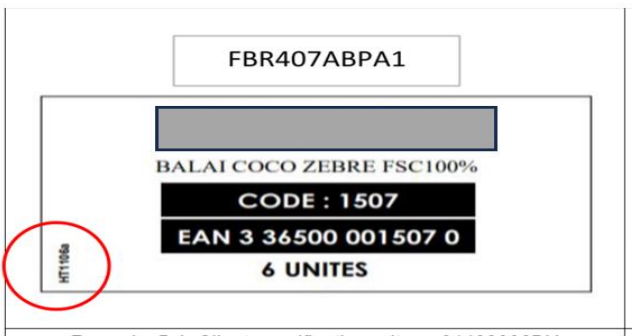 FBR407ABPA1
BALAI COCO ZEBRE FSC100%
CODE : 1507
EAN 3 36500 001507 0
HT1106a
6 UNITES